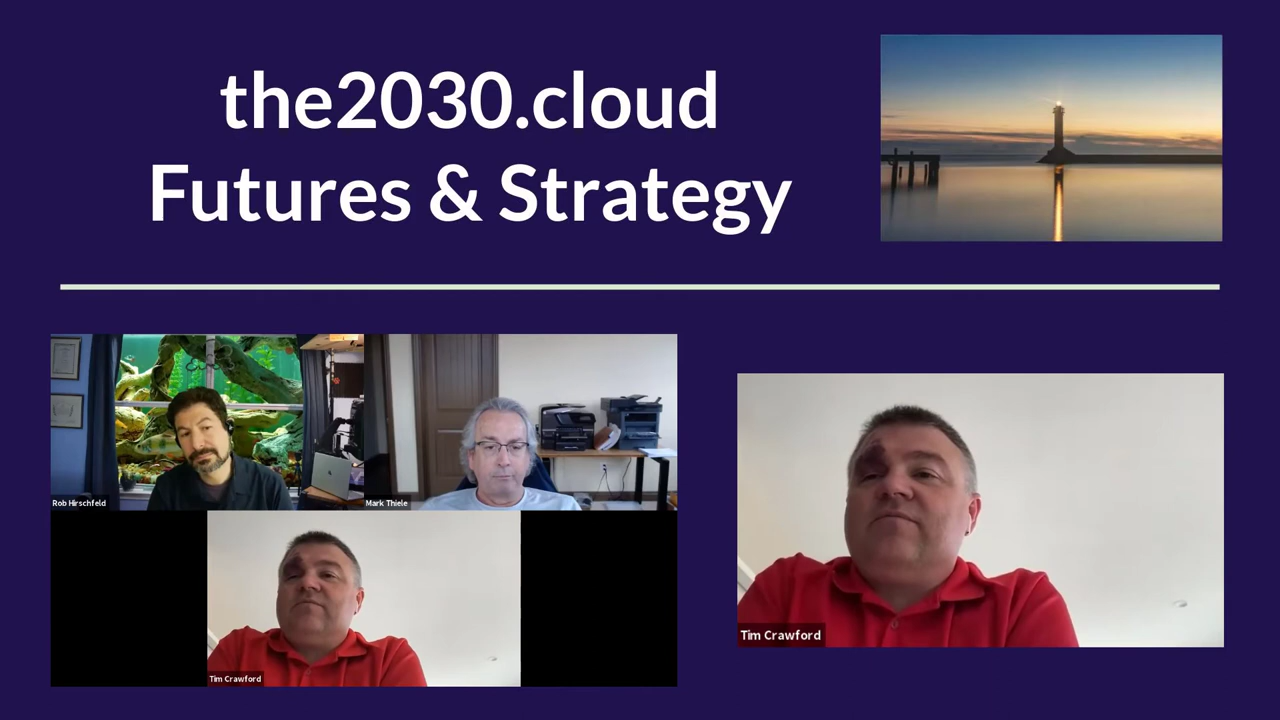 the2030.cloud
Futures & Strategy
Rob Hirschfeld
Mark Thiele
Tim Crawford
Tim Crawford